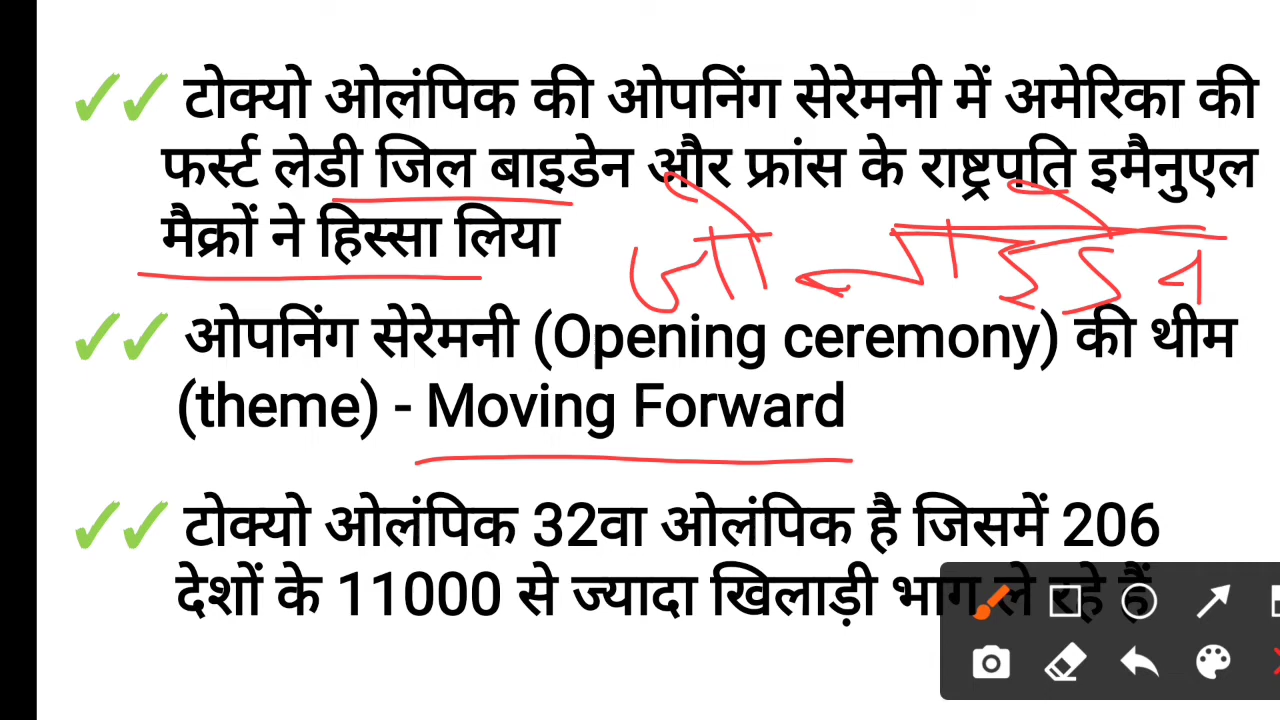 टोक्यो ओलंपिक की ओपनिंग सेरेमनी में अमेरिका की
फर्स्ट लेडी जिल बाइडेन और फ्रांस के राष्ट्रपति इमैनुएल
मैक्रों ने हिस्सा लिया
जो बाइडेन
ओपनिंग सेरेमनी (Opening ceremony) की थीम
(theme) - Moving Forward
टोक्यो ओलंपिक 32वा ओलंपिक है जिसमें 206
देशों के 11000 से ज्यादा खिलाड़ी भाग ले रहे हैं